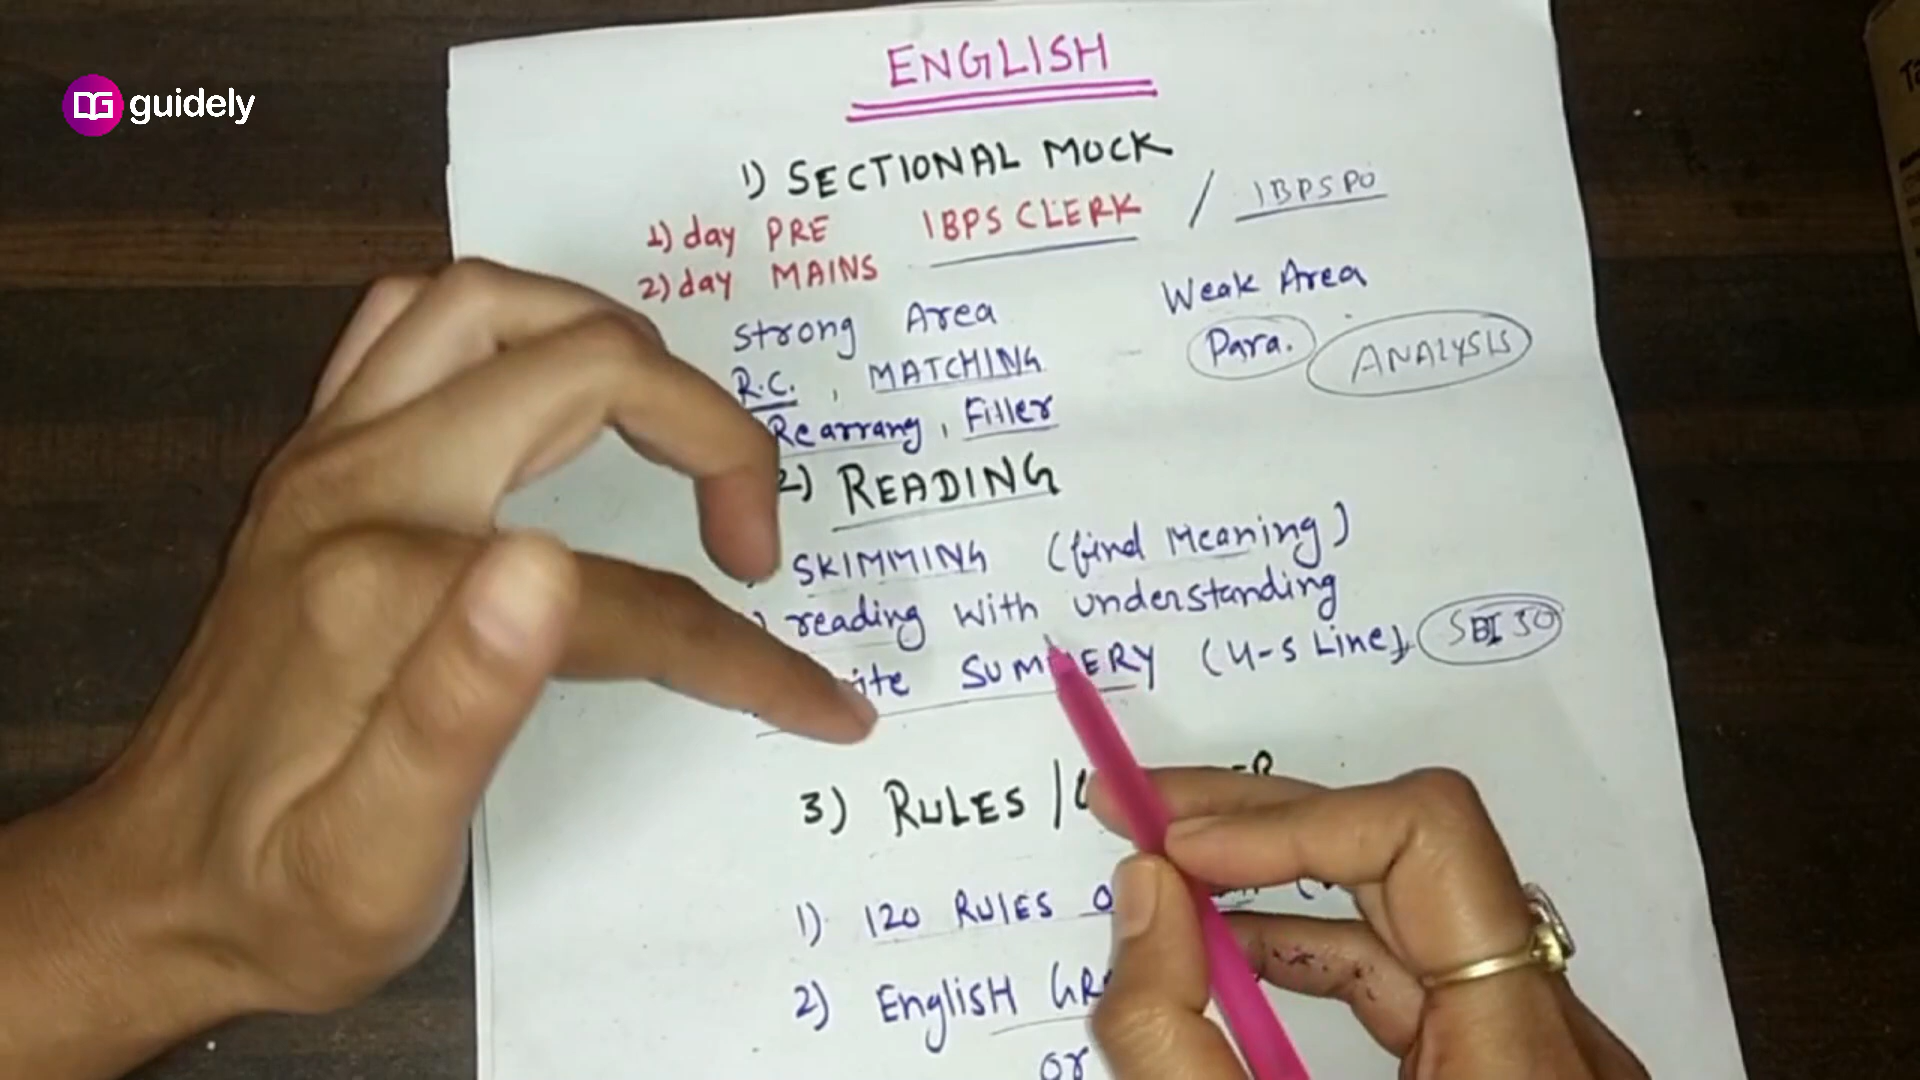 guidely
ENGLISH
1) SECTIONAL MOCK
1) day PRE IBPS CLERK / IBPS PO
2) day MAINS
strong Area Weak Area
R.C. , MATCHING Para. ANALYSIS
Rearrang, Filler
2) READING
SKIMMING (find Meaning)
reading with understanding
SUMMERY (4-5 Line) SBI
3) RULES /
1) 120 RULES
2) EnglisH
or